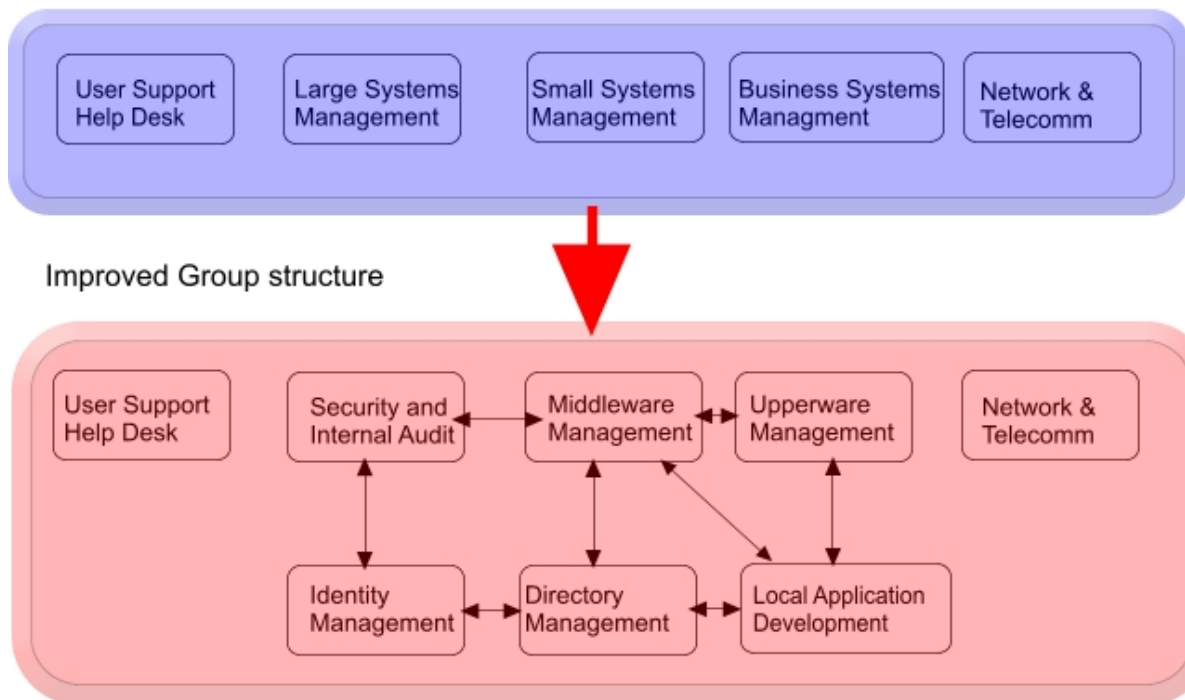 User Support
Help Desk
Large Systems
Management
Small Systems
Management
Business Systems
Managment
Network &
Telecomm
Improved Group structure
User Support
Help Desk
Security and
Internal Audit
Middleware
Management
Upperware
Management
Network &
Telecomm
Identity
Management
Directory
Management
Local Application
Development